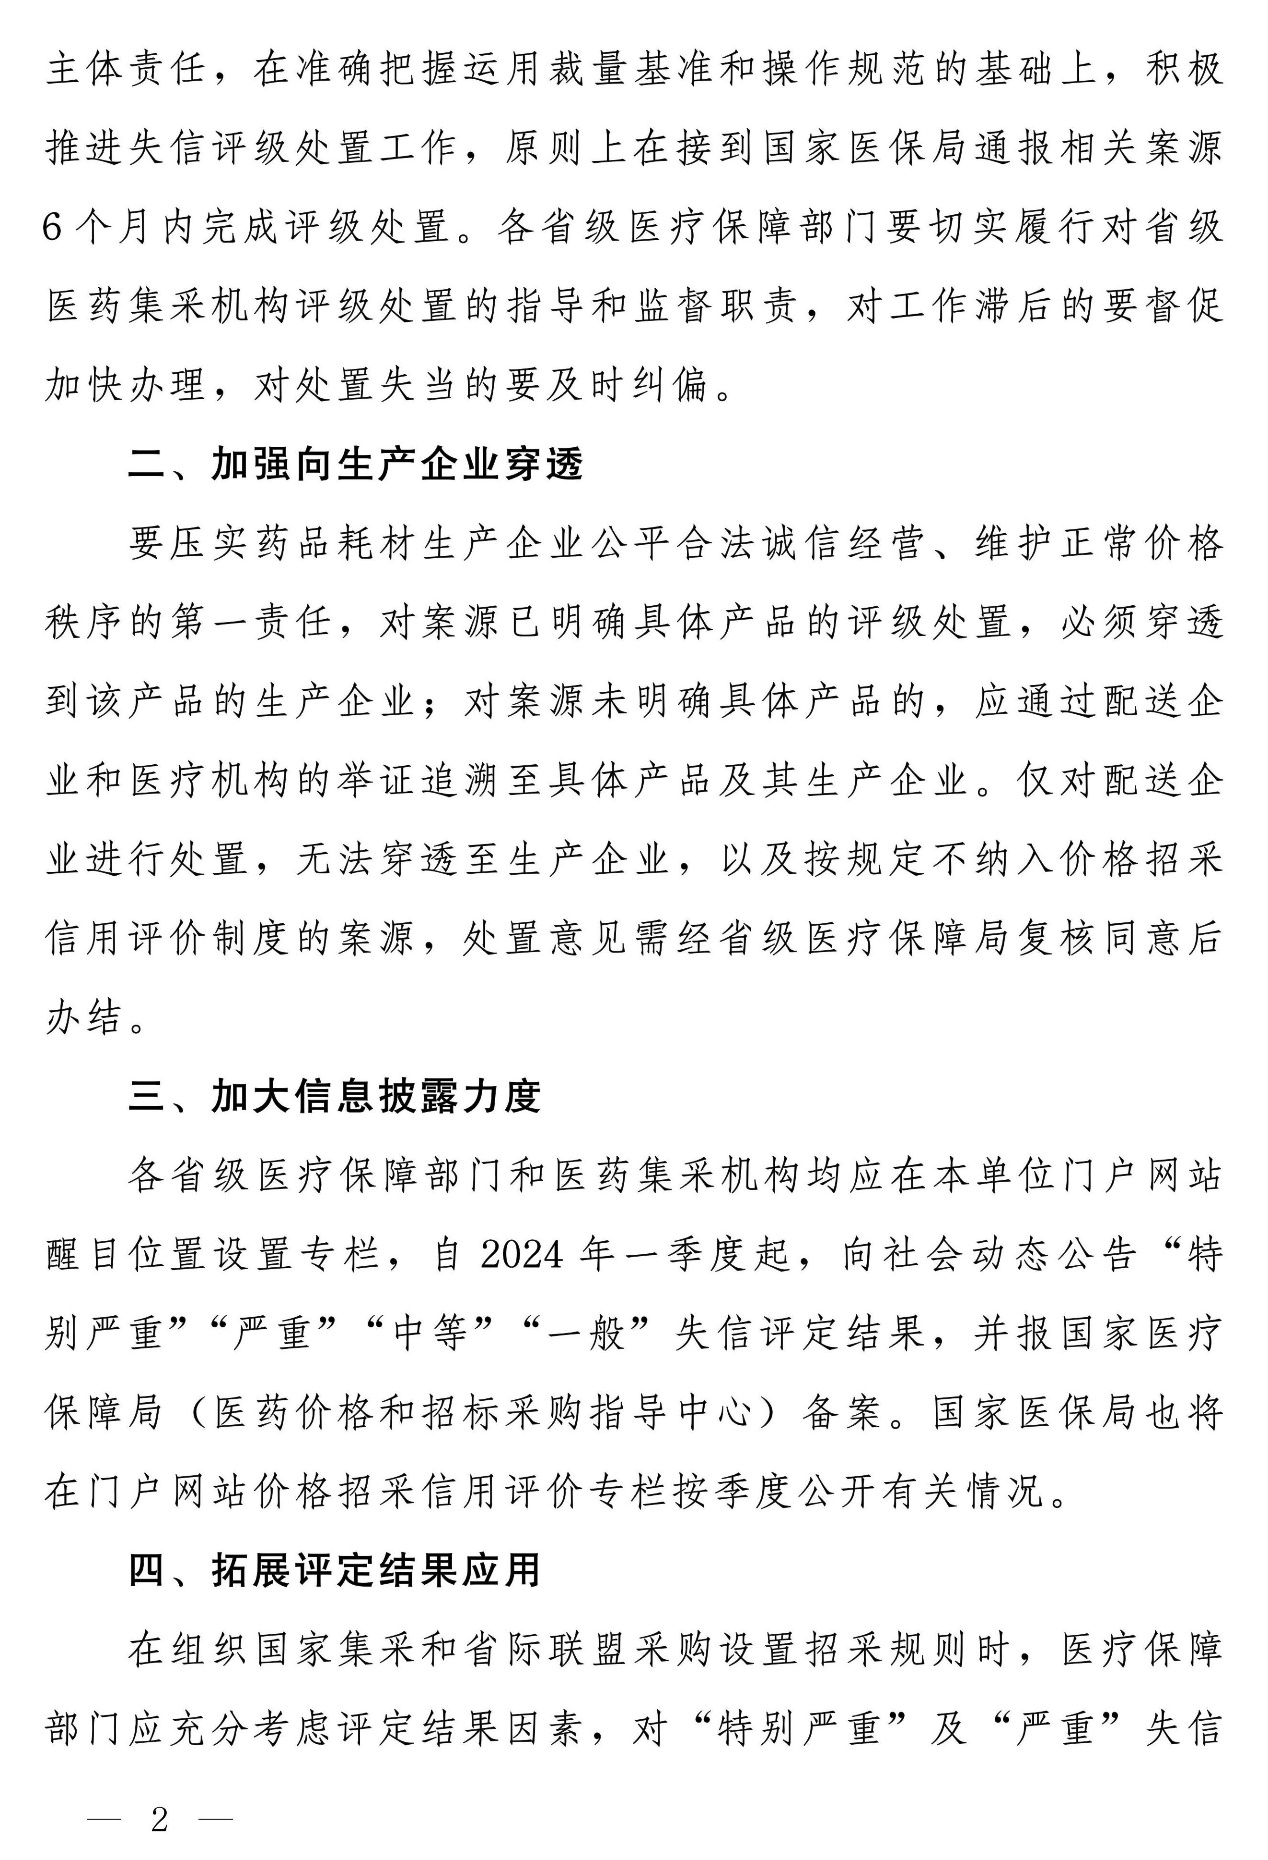 主体责任，在准确把握运用裁量基准和操作规范的基础上，积极
推进失信评级处置工作，原则上在接到国家医保局通报相关案源
6个月内完成评级处置。各省级医疗保障部门要切实履行对省级
医药集采机构评级处置的指导和监督职责，对工作滞后的要督促
加快办理，对处置失当的要及时纠偏。
二、加强向生产企业穿透
要压实药品耗材生产企业公平合法诚信经营、维护正常价格
秩序的第一责任，对案源已明确具体产品的评级处置，必须穿透
到该产品的生产企业；对案源未明确具体产品的，应通过配送企
业和医疗机构的举证追溯至具体产品及其生产企业。仅对配送企
业进行处置，无法穿透至生产企业，以及按规定不纳入价格招采
信用评价制度的案源，处置意见需经省级医疗保障局复核同意后
办结。
三、加大信息披露力度
各省级医疗保障部门和医药集采机构均应在本单位门户网站
醒目位置设置专栏，自 2024 年一季度起，向社会动态公告“特
别严重”“严重”“中等”“一般”失信评定结果，并报国家医疗
保障局（医药价格和招标采购指导中心）备案。国家医保局也将
在门户网站价格招采信用评价专栏按季度公开有关情况。
四、拓展评定结果应用
在组织国家集采和省际联盟采购设置招采规则时，医疗保障
部门应充分考虑评定结果因素，对“特别严重”及“严重”失信
— 2 —